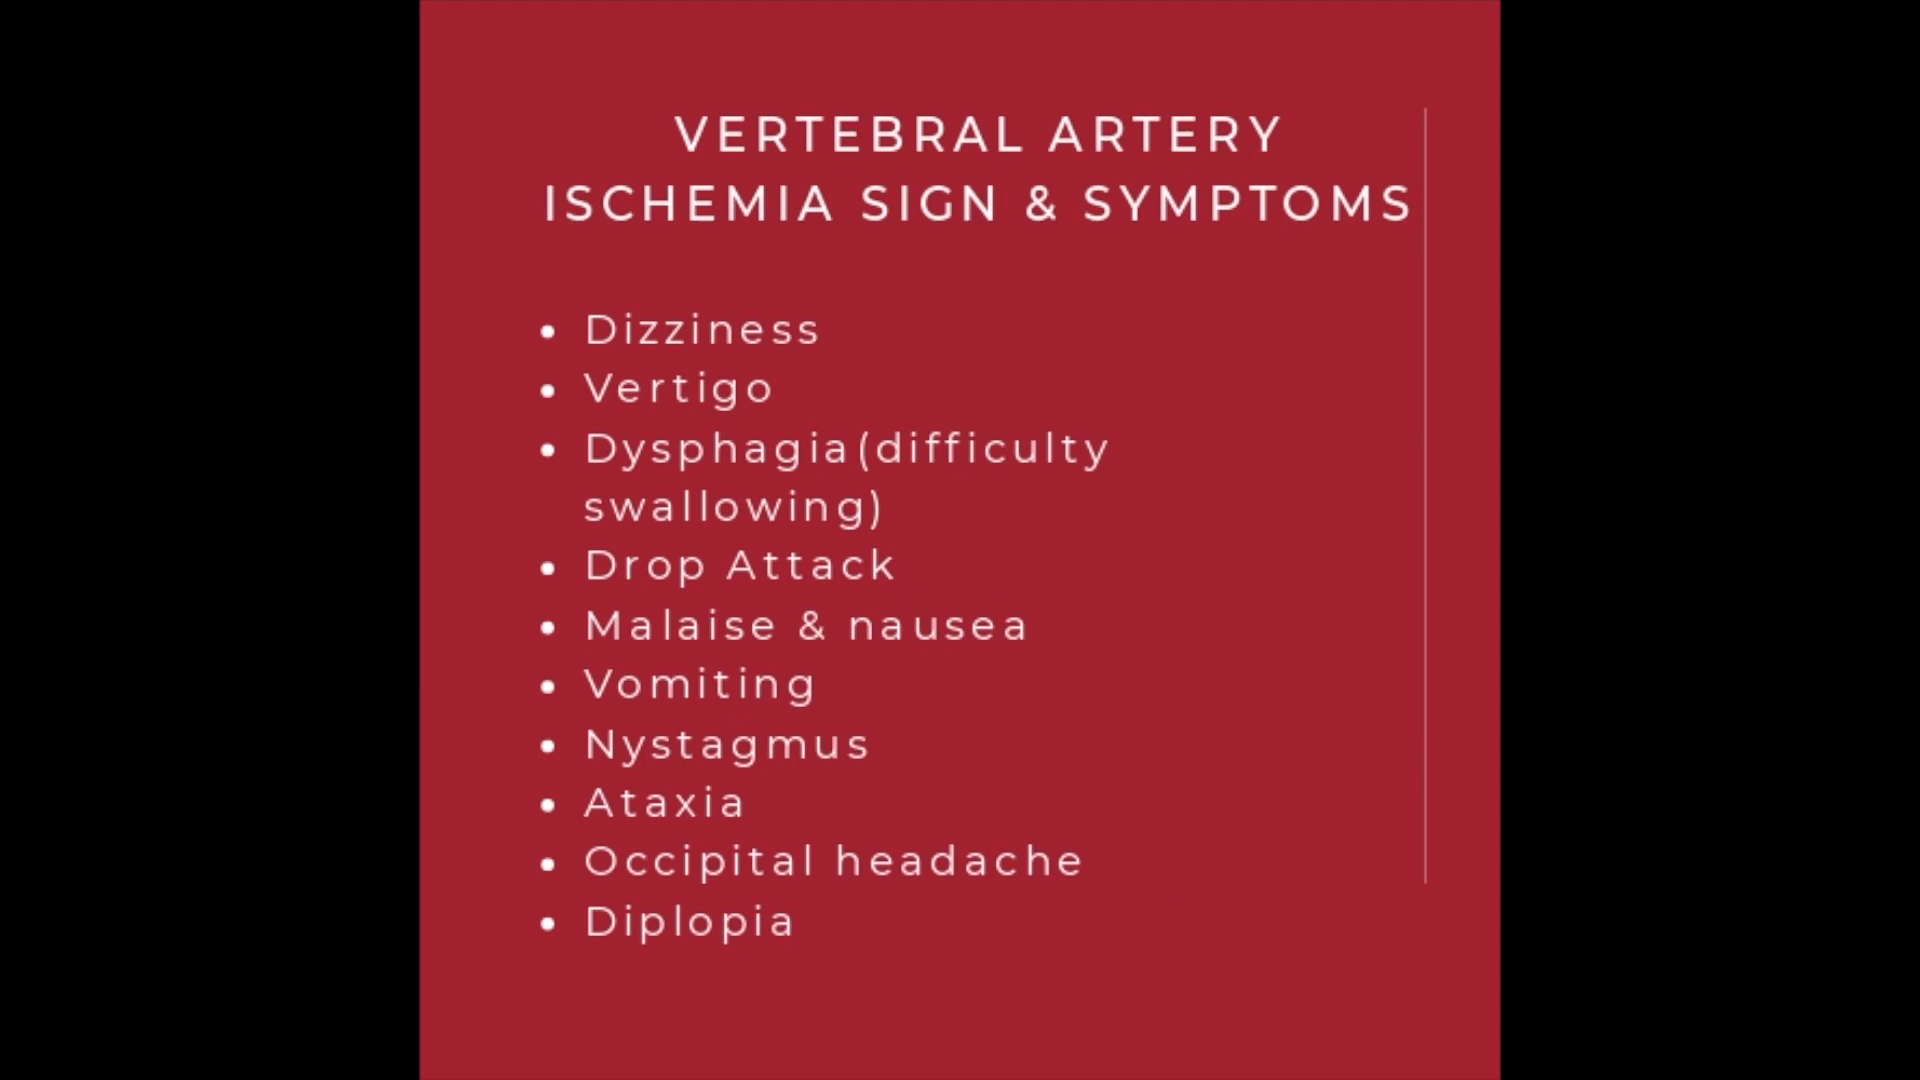 VERTEBRAL ARTERY
ISCHEMIA SIGN & SYMPTOMS
• Dizziness
• Vertigo
• Dysphagia(difficulty
swallowing)
• Drop Attack
• Malaise & nausea
• Vomiting
• Nystagmus
• Ataxia
• Occipital headache
• Diplopia